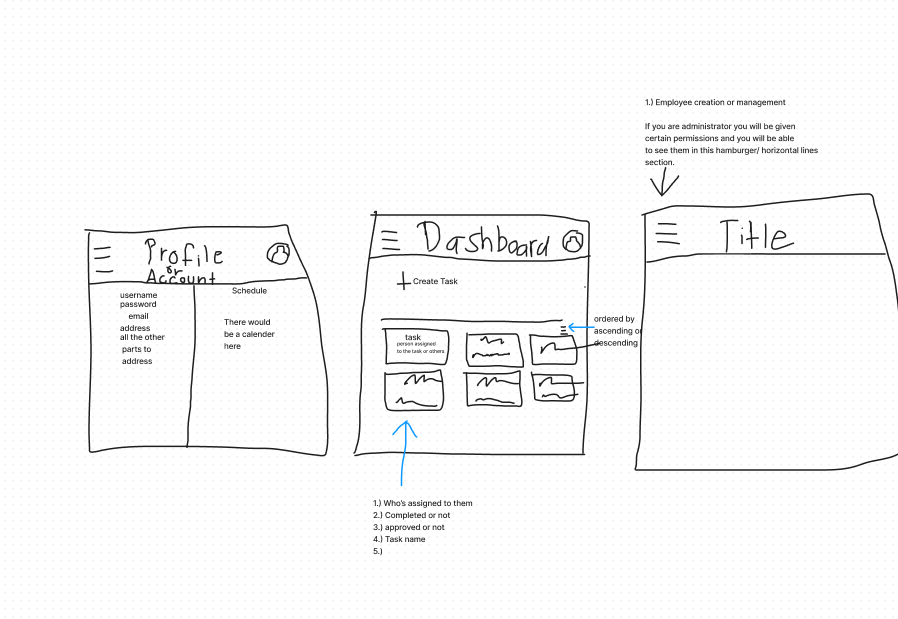 1.) Employee creation or management
If you are administrator you will be given
certain permissions and you will be able
to see them in this hamburger/ horizontal lines
section.
Profile
or
Account
username
password
email
address
all the other
parts to
address
Schedule
There would
be a calender
here
Dashboard
Create Task
ordered by
ascending or
descending
task
person assigned
to the task or others
1.) Who's assigned to them
2.) Completed or not
3.) approved or not
4.) Task name
5.)
Title